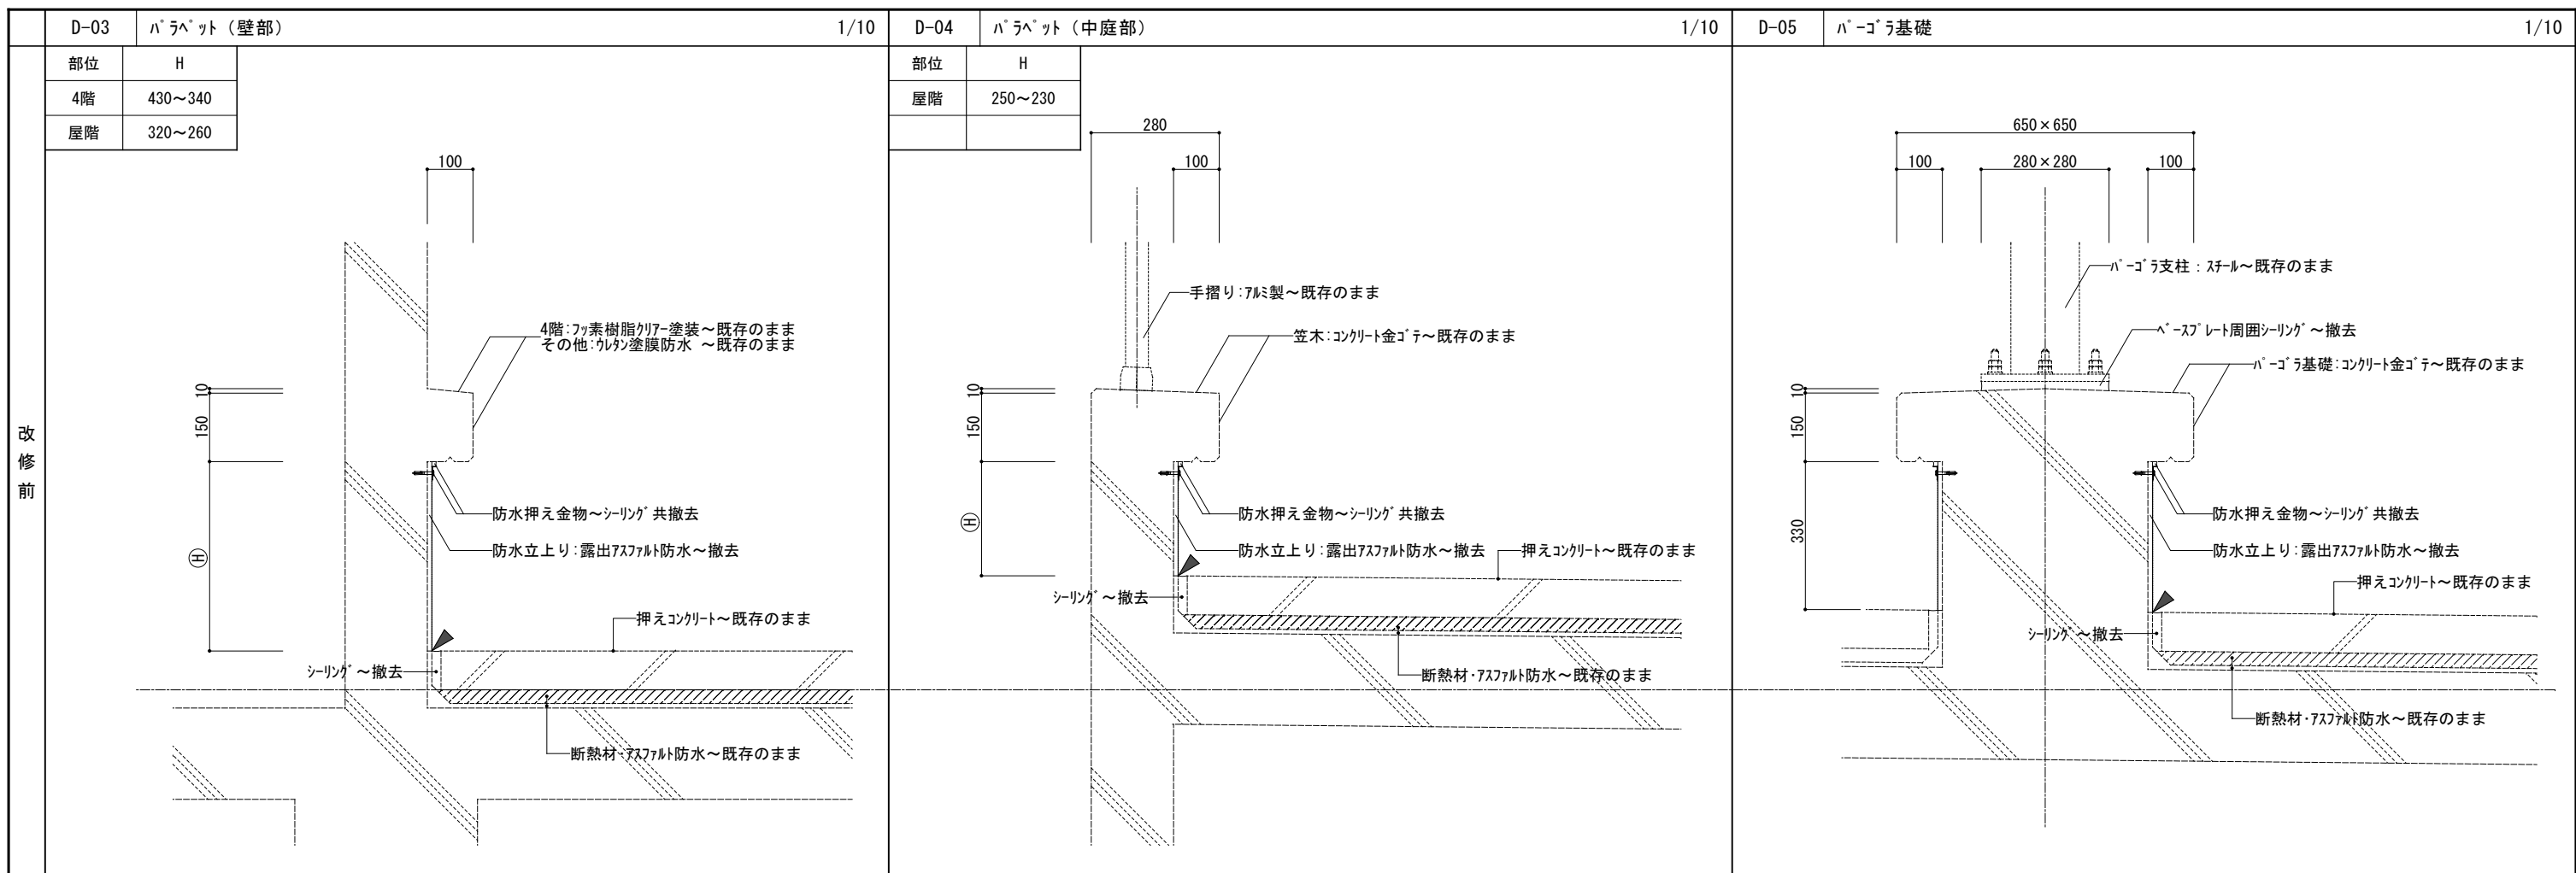 D-03 パラペット（壁部） 1/10
部位 H
4階 430～340
屋階 320～260
100
4階：フッ素樹脂クリアー塗装～既存のまま
その他：ウレタン塗膜防水 ～既存のまま
10
150
H
防水押え金物～シーリング共撤去
防水立上り：露出アスファルト防水～撤去
押えコンクリート～既存のまま
シーリング～撤去
断熱材・アスファルト防水～既存のまま
改修前
D-04 パラペット（中庭部） 1/10
部位 H
屋階 250～230
280
100
手摺り：アルミ製～既存のまま
笠木：コンクリート金ゴテ～既存のまま
10
150
H
防水押え金物～シーリング共撤去
防水立上り：露出アスファルト防水～撤去
押えコンクリート～既存のまま
シーリング～撤去
断熱材・アスファルト防水～既存のまま
D-05 パーゴラ基礎 1/10
650×650
100 280×280 100
パーゴラ支柱：スチール～既存のまま
ベースプレート周囲シーリング～撤去
パーゴラ基礎：コンクリート金ゴテ～既存のまま
10
150
330
防水押え金物～シーリング共撤去
防水立上り：露出アスファルト防水～撤去
押えコンクリート～既存のまま
シーリング～撤去
断熱材・アスファルト防水～既存のまま